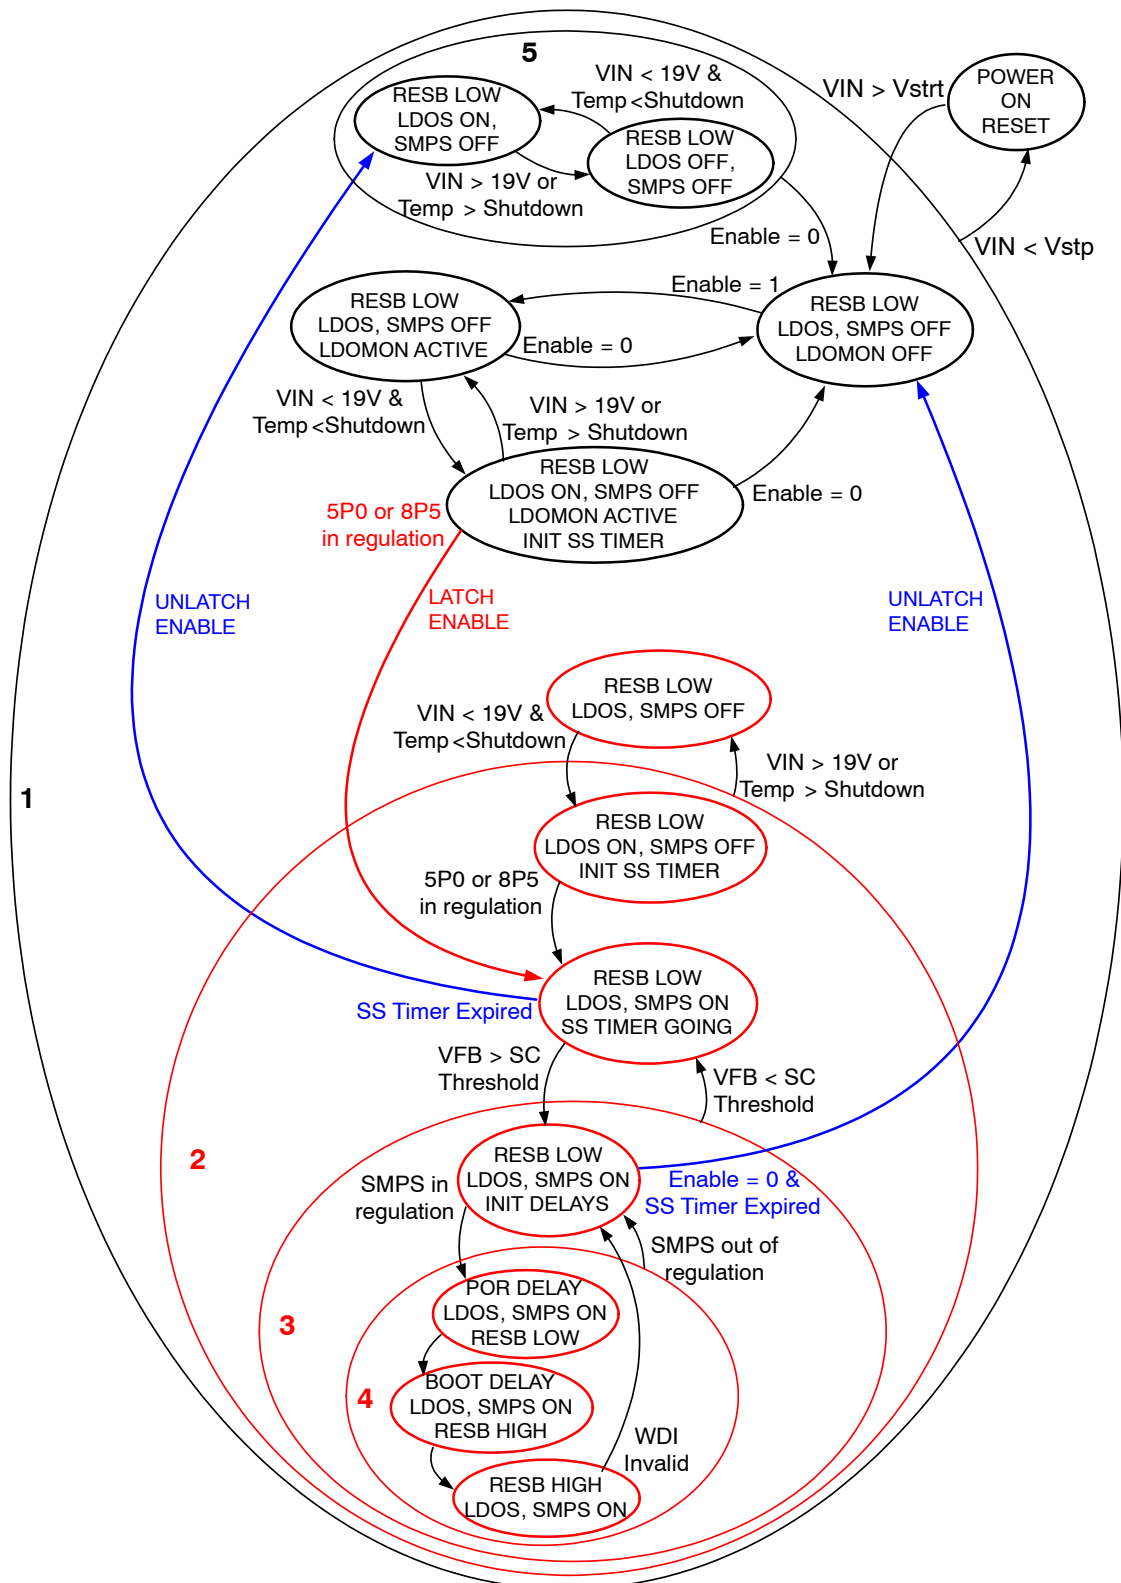 5
VIN < 19V &
Temp <Shutdown
RESB LOW
LDOS ON,
SMPS OFF
RESB LOW
LDOS OFF,
SMPS OFF
VIN > 19V or
Temp > Shutdown
VIN > Vstrt
POWER
ON
RESET
Enable = 0
VIN < Vstp
Enable = 1
RESB LOW
LDOS, SMPS OFF
LDOMON ACTIVE
RESB LOW
LDOS, SMPS OFF
LDOMON OFF
Enable = 0
VIN < 19V &
Temp <Shutdown
VIN > 19V or
Temp > Shutdown
RESB LOW
LDOS ON, SMPS OFF
LDOMON ACTIVE
INIT SS TIMER
Enable = 0
5P0 or 8P5
in regulation
UNLATCH
ENABLE
LATCH
ENABLE
UNLATCH
ENABLE
RESB LOW
LDOS, SMPS OFF
VIN < 19V &
Temp <Shutdown
VIN > 19V or
Temp > Shutdown
1
RESB LOW
LDOS ON, SMPS OFF
INIT SS TIMER
5P0 or 8P5
in regulation
RESB LOW
LDOS, SMPS ON
SS TIMER GOING
SS Timer Expired
VFB > SC
Threshold
VFB < SC
Threshold
2
RESB LOW
LDOS, SMPS ON
INIT DELAYS
SMPS in
regulation
Enable = 0 &
SS Timer Expired
SMPS out of
regulation
3
POR DELAY
LDOS, SMPS ON
RESB LOW
4
BOOT DELAY
LDOS, SMPS ON
RESB HIGH
WDI
Invalid
RESB HIGH
LDOS, SMPS ON